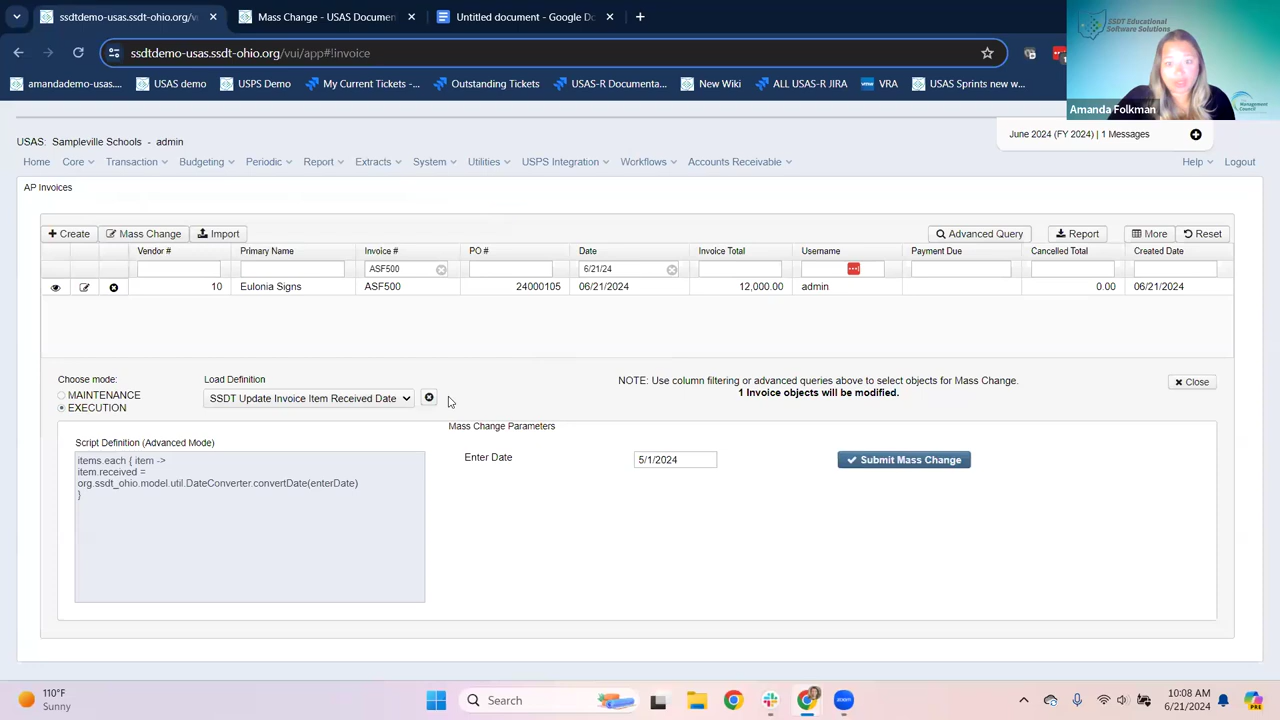 ssdtdemo-usas.ssdt-ohio.org/vu
Mass Change - USAS Documen
Untitled document - Google Do
ssdtdemo-usas.ssdt-ohio.org/vui/app#!invoice
amandademo-usas....
USAS demo
USPS Demo
My Current Tickets -...
Outstanding Tickets
USAS-R Documenta...
New Wiki
ALL USAS-R JIRA
VRA
USAS Sprints new w...
SSDT Educational
Software Solutions
Management
Council
Amanda Folkman
USAS: Sampleville Schools - admin
June 2024 (FY 2024) | 1 Messages
Home Core Transaction Budgeting Periodic Report Extracts System Utilities USPS Integration Workflows Accounts Receivable Help Logout
AP Invoices
Create Mass Change Import Advanced Query Report More Reset
Vendor # Primary Name Invoice # PO # Date Invoice Total Username Payment Due Cancelled Total Created Date
ASF500 6/21/24
10 Eulonia Signs ASF500 24000105 06/21/2024 12,000.00 admin 0.00 06/21/2024
Choose mode:
MAINTENANCE
EXECUTION
Load Definition
SSDT Update Invoice Item Received Date
NOTE: Use column filtering or advanced queries above to select objects for Mass Change.
1 Invoice objects will be modified.
Close
Script Definition (Advanced Mode)
items.each { item ->
item.received =
org.ssdt_ohio.model.util.DateConverter.convertDate(enterDate)
}
Mass Change Parameters
Enter Date 5/1/2024 Submit Mass Change
110°F
Sunny
Search
zoom
10:08 AM
6/21/2024
PRE